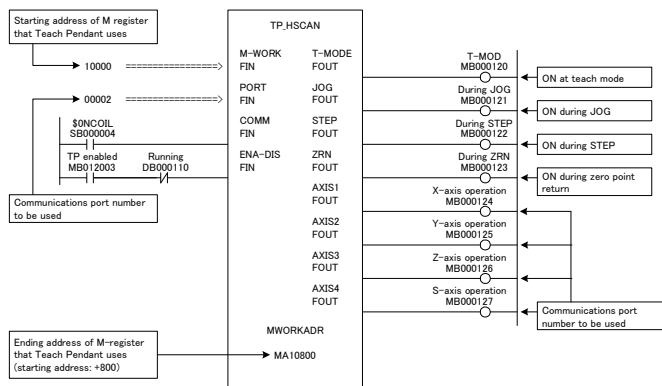 Starting address of M register
that Teach Pendant uses
10000 ================>
00002 ================>
$0NCOIL
SB000004
TP enabled
MB012003
Running
DB000110
Communications port number
to be used
Ending address of M-register
that Teach Pendant uses
(starting address: +800)
TP_HSCAN
M-WORK T-MODE
FIN FOUT
PORT JOG
FIN FOUT
COMM STEP
FIN FOUT
ENA-DIS ZRN
FIN FOUT
AXIS1
FOUT
AXIS2
FOUT
AXIS3
FOUT
AXIS4
FOUT
MWORKADR
MA10800
T-MOD
MB000120
During JOG
MB000121
During STEP
MB000122
During ZRN
MB000123
X-axis operation
MB000124
Y-axis operation
MB000125
Z-axis operation
MB000126
S-axis operation
MB000127
ON at teach mode
ON during JOG
ON during STEP
ON during zero point
return
Communications port
number to be used